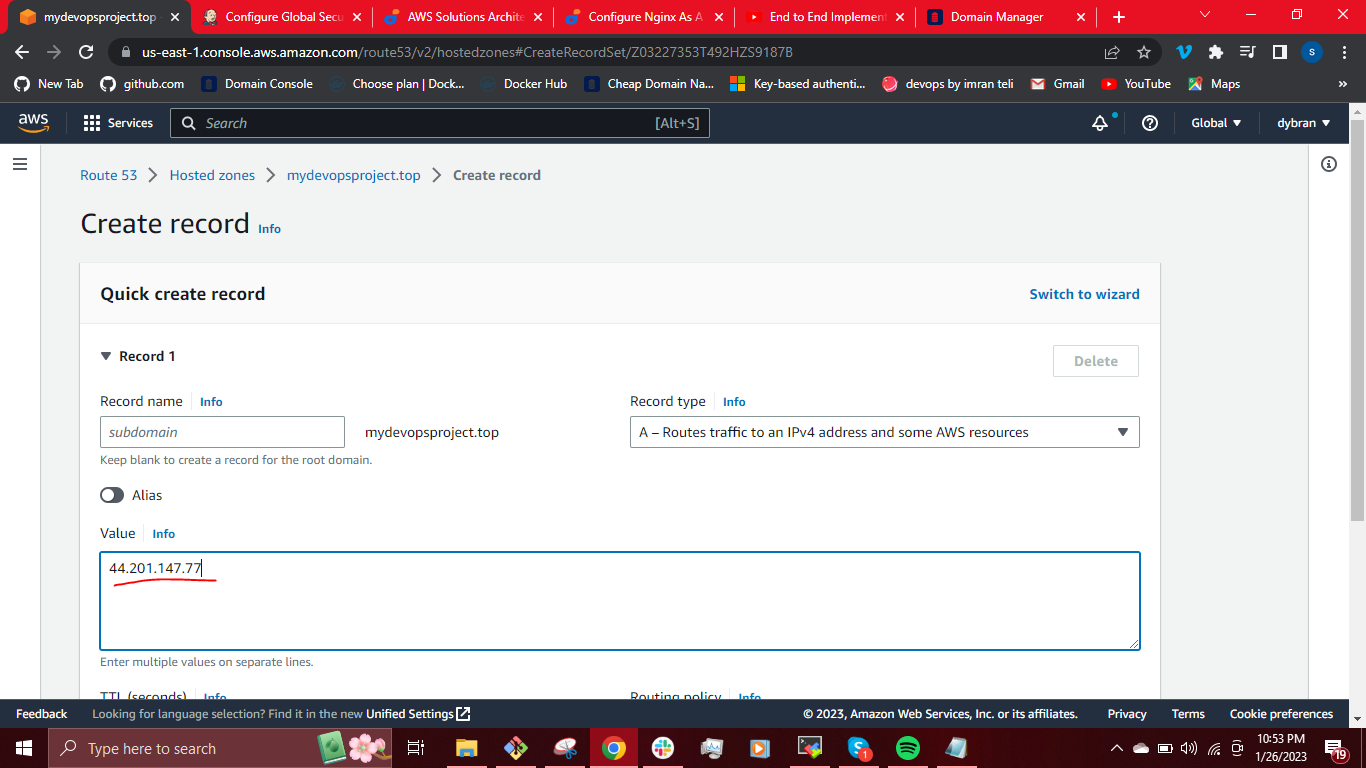 mydevopsproject.top -
Configure Global Secu
AWS Solutions Archite
Configure Nginx As A
End to End Implement
Domain Manager
us-east-1.console.aws.amazon.com/route53/v2/hostedzones#CreateRecordSet/Z03227353T492HZS9187B
S
New Tab
github.com
Domain Console
Choose plan | Dock...
Docker Hub
Cheap Domain Na...
Key-based authenti...
devops by imran teli
Gmail
YouTube
Maps
»
aws
Services
Search
[Alt+S]
Global
dybran
Route 53 > Hosted zones > mydevopsproject.top > Create record
Create record Info
Quick create record
Switch to wizard
Record 1
Delete
Record name Info
Record type Info
subdomain
mydevopsproject.top
A – Routes traffic to an IPv4 address and some AWS resources
Keep blank to create a record for the root domain.
Alias
Value Info
44.201.147.77
Enter multiple values on separate lines.
TTL (seconds) Info
Routing policy Info
Feedback
Looking for language selection? Find it in the new Unified Settings
© 2023, Amazon Web Services, Inc. or its affiliates.
Privacy
Terms
Cookie preferences
Type here to search
1
10:53 PM
1/26/2023
19